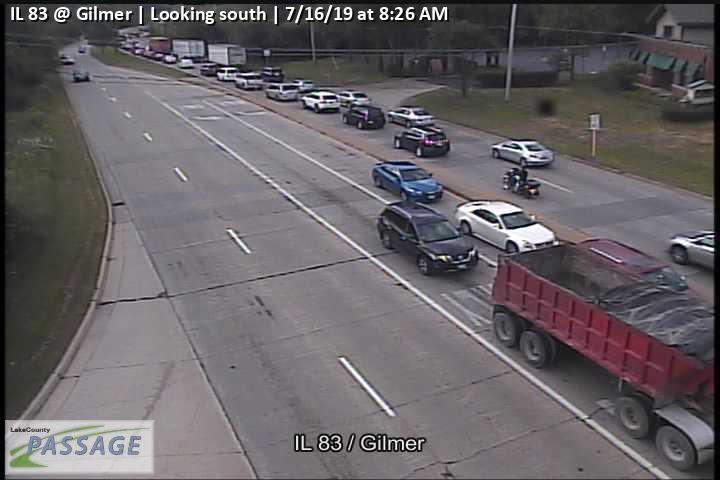 IL 83 @ Gilmer | Looking south | 7/16/19 at 8:26 AM
LakeCounty
PASSAGE
IL 83 / Gilmer